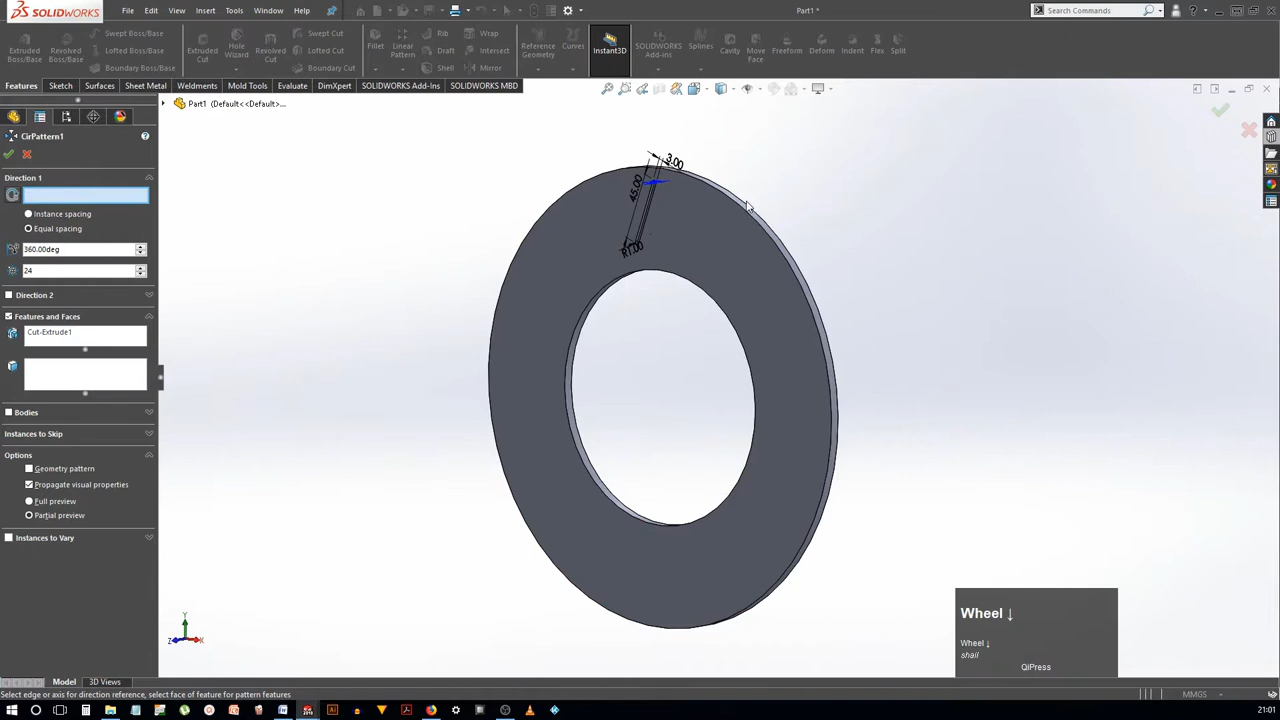 SOLIDWORKS
File Edit View Insert Tools Window Help
Part1 *
Search Commands
Extruded Boss/Base
Revolved Boss/Base
Swept Boss/Base
Lofted Boss/Base
Boundary Boss/Base
Extruded Cut
Hole Wizard
Revolved Cut
Swept Cut
Lofted Cut
Boundary Cut
Fillet
Linear Pattern
Rib
Draft
Shell
Wrap
Intersect
Mirror
Reference Geometry
Curves
Instant3D
SOLIDWORKS Add-Ins
Splines
Cavity
Move Face
Freeform
Deform
Indent
Flex
Split
Features Sketch Surfaces Sheet Metal Weldments Mold Tools Evaluate DimXpert SOLIDWORKS Add-Ins SOLIDWORKS MBD
Part1 (Default<<Default>...
CirPattern1
Direction 1
Instance spacing
Equal spacing
360.00deg
24
Direction 2
Features and Faces
Cut-Extrude1
Bodies
Instances to Skip
Options
Geometry pattern
Propagate visual properties
Full preview
Partial preview
Instances to Vary
3.00
45.00
R1.00
Y
Z
X
Wheel ↓
Wheel ↓
shall
QiPress
Model 3D Views
Select edge or axis for direction reference, select face of feature for pattern features
MMGS
21:01